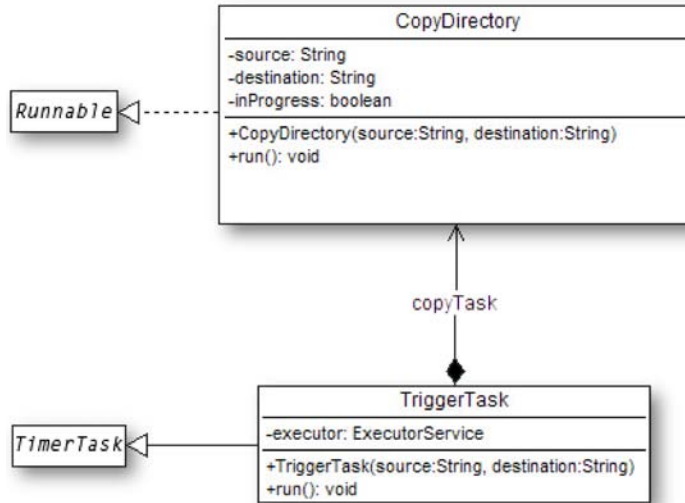 CopyDirectory
-source: String
-destination: String
-inProgress: boolean
+CopyDirectory(source:String, destination:String)
+run(): void
Runnable
copyTask
TriggerTask
-executor: ExecutorService
+TriggerTask(source:String, destination:String)
+run(): void
TimerTask